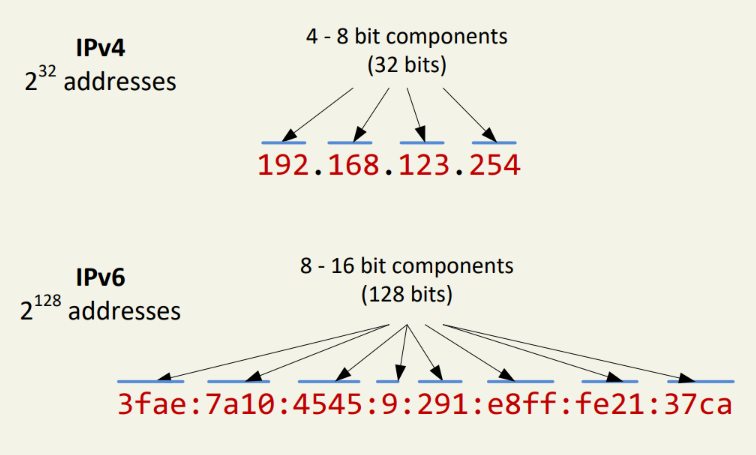 IPv4
2^32 addresses
4 - 8 bit components
(32 bits)
192.168.123.254
IPv6
2^128 addresses
8 - 16 bit components
(128 bits)
3fae:7a10:4545:9:291:e8ff:fe21:37ca